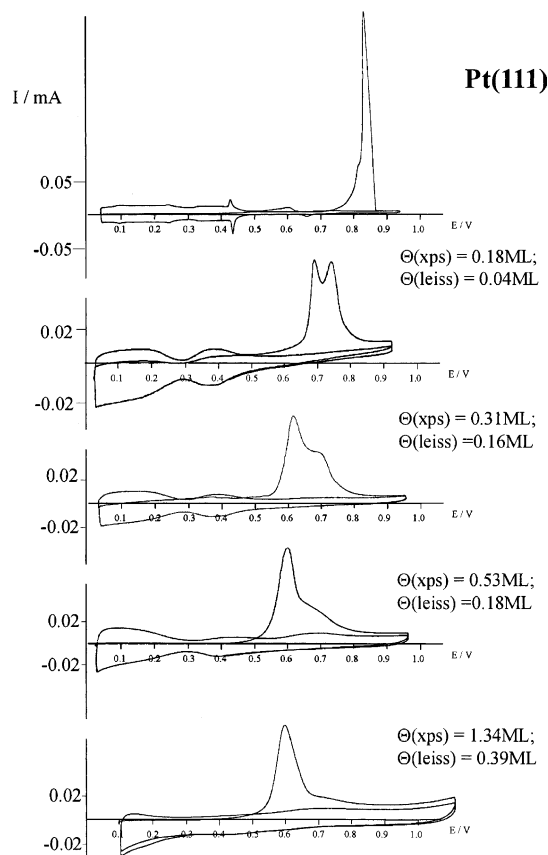 Pt(111)
I / mA
0.05
-0.05
0.1 0.2 0.3 0.4 0.5 0.6 0.7 0.8 0.9 1.0 E / V
Θ(xps) = 0.18ML;
Θ(leiss) = 0.04ML
0.02
-0.02
0.1 0.2 0.3 0.4 0.5 0.6 0.7 0.8 0.9 1.0 E / V
Θ(xps) = 0.31ML;
Θ(leiss) =0.16ML
0.02
-0.02
0.1 0.2 0.3 0.4 0.5 0.6 0.7 0.8 0.9 1.0 E / V
Θ(xps) = 0.53ML;
Θ(leiss) =0.18ML
0.02
-0.02
0.1 0.2 0.3 0.4 0.5 0.6 0.7 0.8 0.9 1.0 E / V
Θ(xps) = 1.34ML;
Θ(leiss) =0.39ML
0.02
-0.02
0.1 0.2 0.3 0.4 0.5 0.6 0.7 0.8 0.9 1.0 E / V